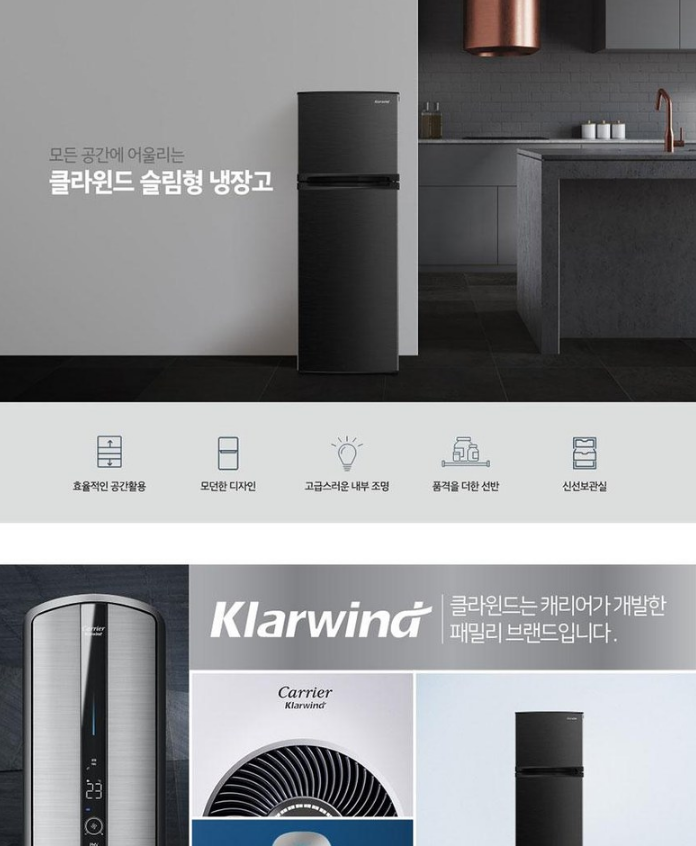 모든 공간에 어울리는
클라윈드 슬림형 냉장고
효율적인 공간활용
모던한 디자인
고급스러운 내부 조명
품격을 더한 선반
신선보관실
Klarwind
클라윈드는 캐리어가 개발한
패밀리 브랜드입니다.
Carrier
Klarwind
23
Carrier
Klarwind